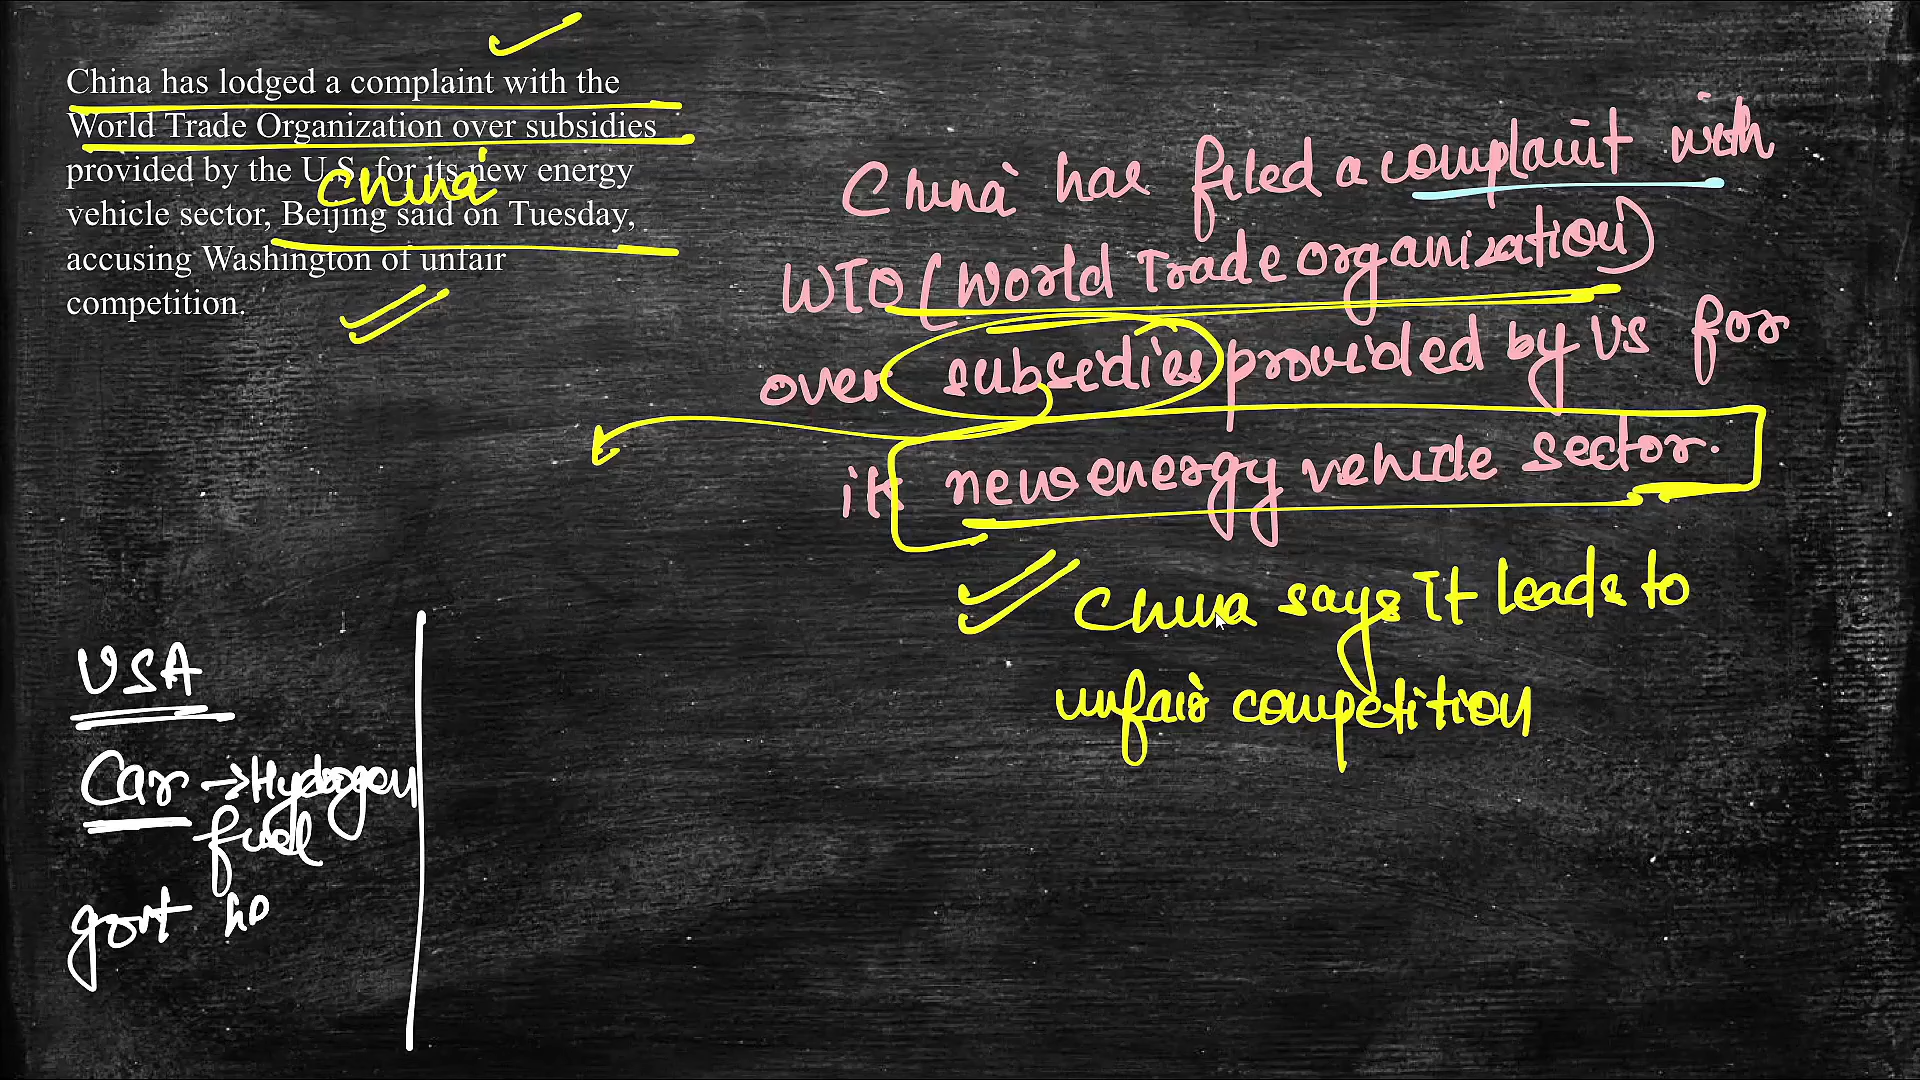 China has lodged a complaint with the
World Trade Organization over subsidies
provided by the U.S. for its new energy
China
vehicle sector, Beijing said on Tuesday,
accusing Washington of unfair
competition.
China has filed a complaint with
WTO (World Trade organization)
over subsidies provided by US for
its new energy vehicle sector.
China says it leads to
unfair competition
USA
Car → Hydrogen
fuel
govt